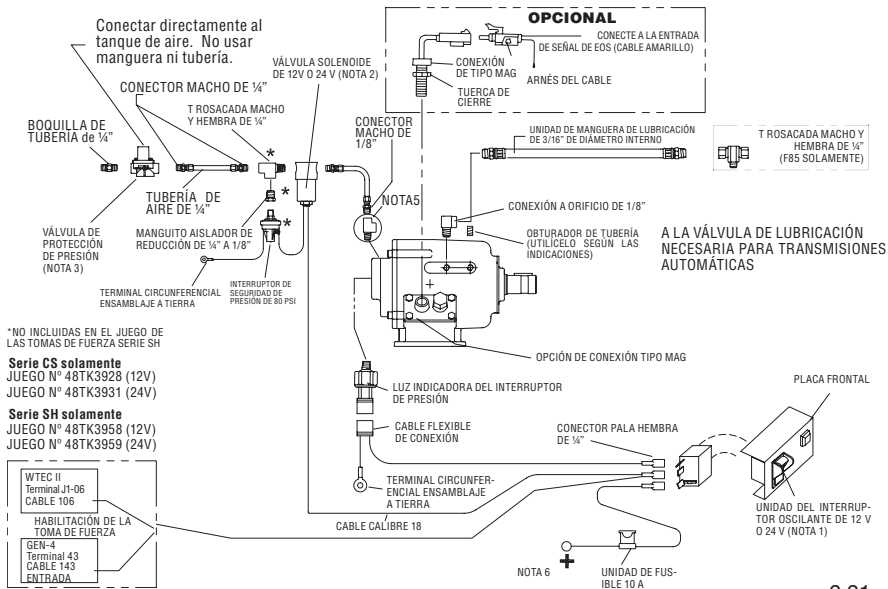 Conectar directamente al
tanque de aire. No usar
manguera ni tubería.
OPCIONAL
CONECTE A LA ENTRADA
DE SEÑAL DE EOS (CABLE AMARILLO)
CONEXIÓN
DE TIPO MAG
ARNÉS DEL CABLE
TUERCA DE
CIERRE
VÁLVULA SOLENOIDE
DE 12V O 24 V (NOTA 2)
CONECTOR MACHO DE ¼”
T ROSACADA MACHO
Y HEMBRA DE ¼”
BOQUILLA DE
TUBERÍA de ¼”
CONECTOR
MACHO DE
1/8”
UNIDAD DE MANGUERA DE LUBRICACIÓN
DE 3/16” DE DIÁMETRO INTERNO
T ROSACADA MACHO Y
HEMBRA DE ¼”
(F85 SOLAMENTE)
*
*
*
TUBERÍA DE
AIRE DE ¼”
NOTA5
CONEXIÓN A ORIFICIO DE 1/8”
VÁLVULA DE
PROTECCIÓN
DE PRESIÓN
(NOTA 3)
MANGUITO AISLADOR DE
REDUCCIÓN DE ¼” A 1/8”
OBTURADOR DE TUBERÍA
(UTILÍCELO SEGÚN LAS
INDICACIONES)
A LA VÁLVULA DE LUBRICACIÓN
NECESARIA PARA TRANSMISIONES
AUTOMÁTICAS
TERMINAL CIRCUNFERENCIAL
ENSAMBLAJE A TIERRA
INTERRUPTOR DE
SEGURIDAD DE
PRESIÓN DE 80 PSI
*NO INCLUIDAS EN EL JUEGO DE
LAS TOMAS DE FUERZA SERIE SH
Serie CS solamente
JUEGO Nº 48TK3928 (12V)
JUEGO Nº 48TK3931 (24V)
Serie SH solamente
JUEGO Nº 48TK3958 (12V)
JUEGO Nº 48TK3959 (24V)
OPCIÓN DE CONEXIÓN TIPO MAG
LUZ INDICADORA DEL INTERRUPTOR
DE PRESIÓN
PLACA FRONTAL
CABLE FLEXIBLE
DE CONEXIÓN
CONECTOR PALA HEMBRA
DE ¼”
TERMINAL CIRCUNFER-
ENCIAL ENSAMBLAJE
A TIERRA
WTEC II
Terminal J1-06
CABLE 106
HABILITACIÓN DE LA
TOMA DE FUERZA
GEN-4
Terminal 43
CABLE 143
ENTRADA
CABLE CALIBRE 18
UNIDAD DEL INTERRUP-
TOR OSCILANTE DE 12 V
O 24 V (NOTA 1)
NOTA 6
+
UNIDAD DE FUS-
IBLE 10 A